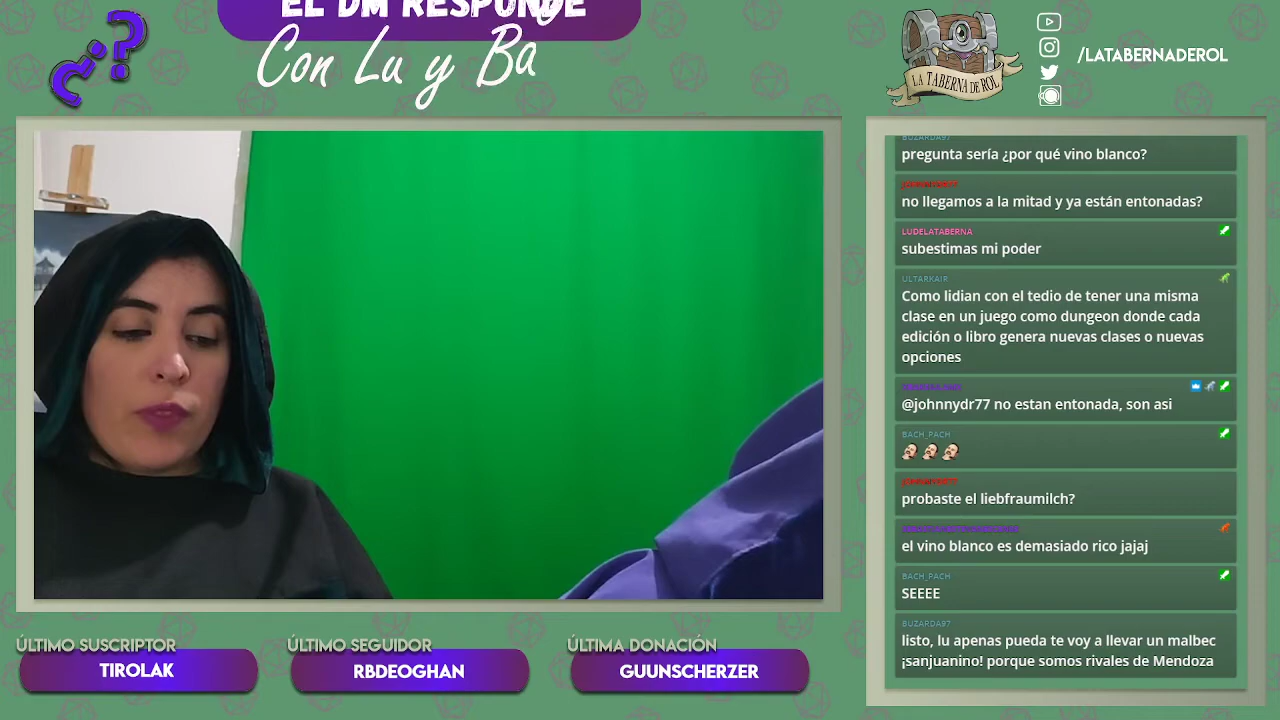 EL DM RESPONDE
Con Lu y Ba
¿?
LA TABERNA DE ROL
/LATABERNADEROL
BUZARDA97
pregunta sería ¿por qué vino blanco?
no llegamos a la mitad y ya están entonadas?
LUDELATABERNA
subestimas mi poder
ULTARKAIR
Como lidian con el tedio de tener una misma
clase en un juego como dungeon donde cada
edición o libro genera nuevas clases o nuevas
opciones
@johnnydr77 no estan entonada, son asi
BACH_PACH
probaste el liebfraumilch?
el vino blanco es demasiado rico jajaj
BACH_PACH
SEEEE
BUZARDA97
listo, lu apenas pueda te voy a llevar un malbec
¡sanjuanino! porque somos rivales de Mendoza
ÚLTIMO SUSCRIPTOR
TIROLAK
ÚLTIMO SEGUIDOR
RBDEOGHAN
ÚLTIMA DONACIÓN
GUUNSCHERZER